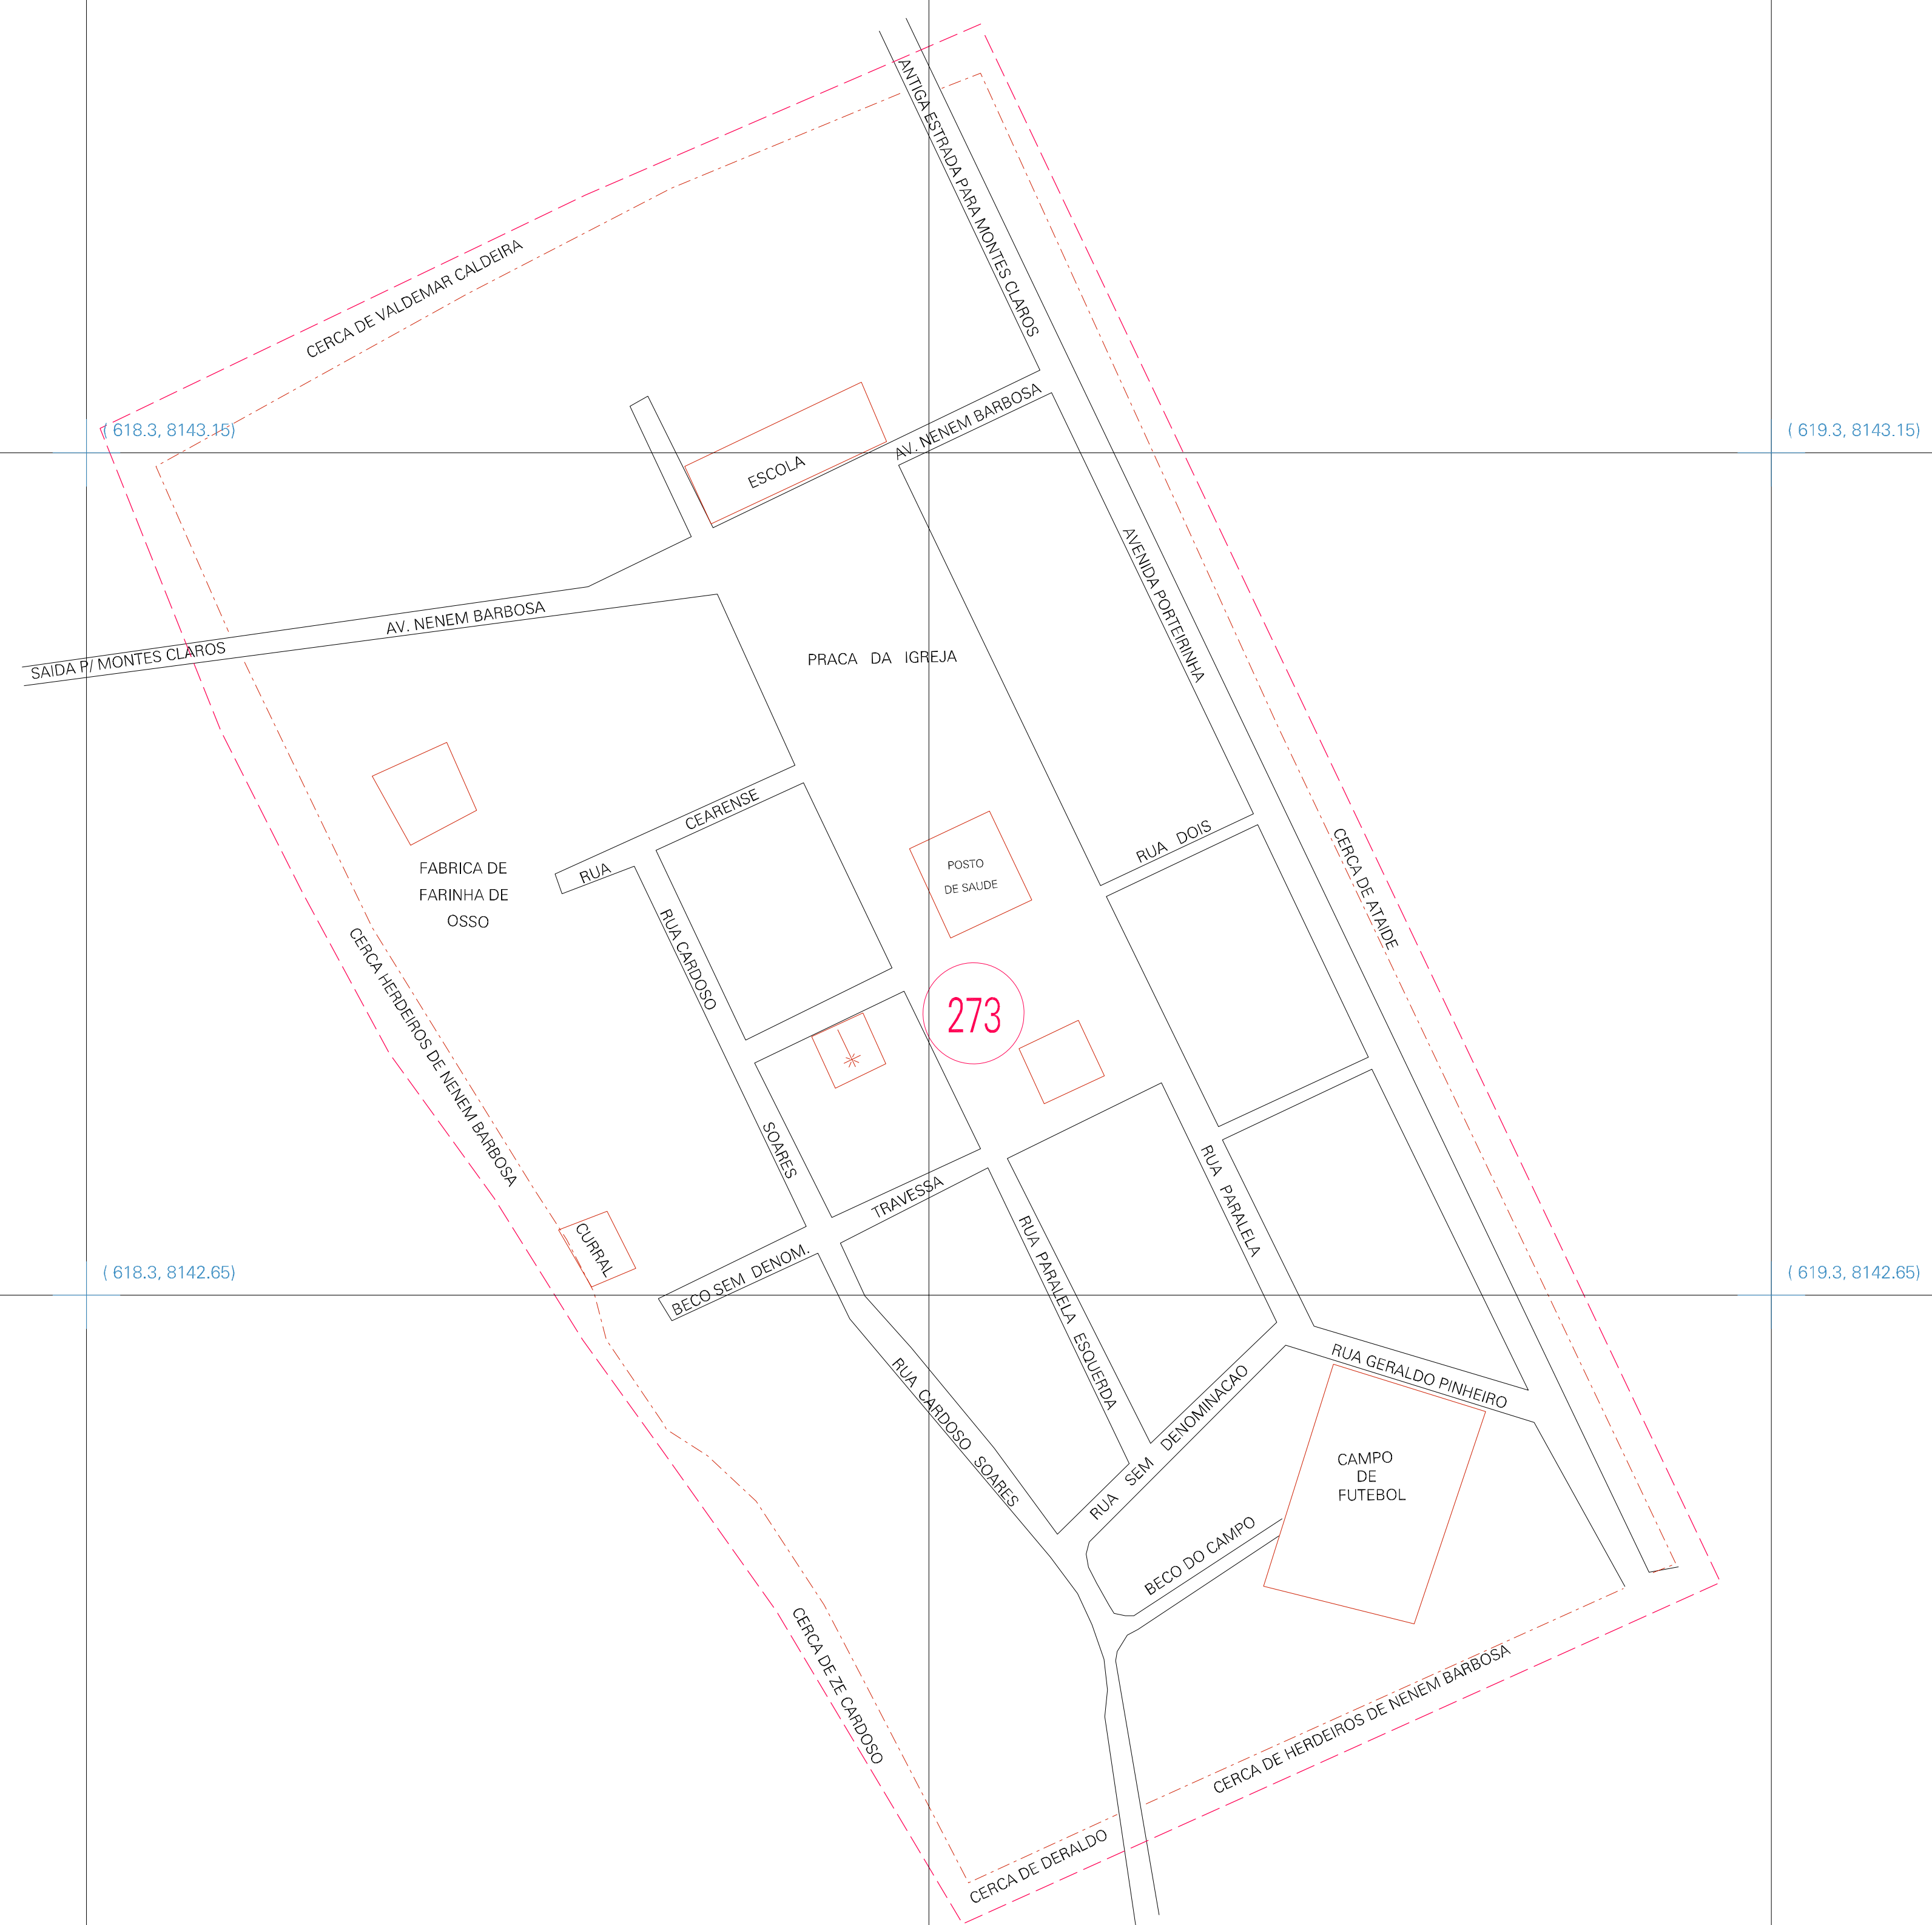 ANTIGA ESTRADA PARA MONTES CLAROS
CERCA DE VALDEMAR CALDEIRA
( 618.3, 8143.15)
( 619.3, 8143.15)
AV. NENEM BARBOSA
ESCOLA
AVENIDA PORTEIRINHA
AV. NENEM BARBOSA
SAIDA P/ MONTES CLAROS
PRACA DA IGREJA
RUA CEARENSE
RUA DOIS
FABRICA DE
FARINHA DE
OSSO
POSTO
DE SAUDE
CERCA DE ATAIDE
RUA CARDOSO SOARES
CERCA HERDEIROS DE NENEM BARBOSA
273
TRAVESSA
RUA PARALELA
CURRAL
BECO SEM DENOM.
RUA PARALELA ESQUERDA
( 618.3, 8142.65)
( 619.3, 8142.65)
RUA GERALDO PINHEIRO
RUA CARDOSO SOARES
RUA SEM DENOMINACAO
CAMPO
DE
FUTEBOL
BECO DO CAMPO
CERCA DE ZE CARDOSO
CERCA DE HERDEIROS DE NENEM BARBOSA
CERCA DE DERALDO